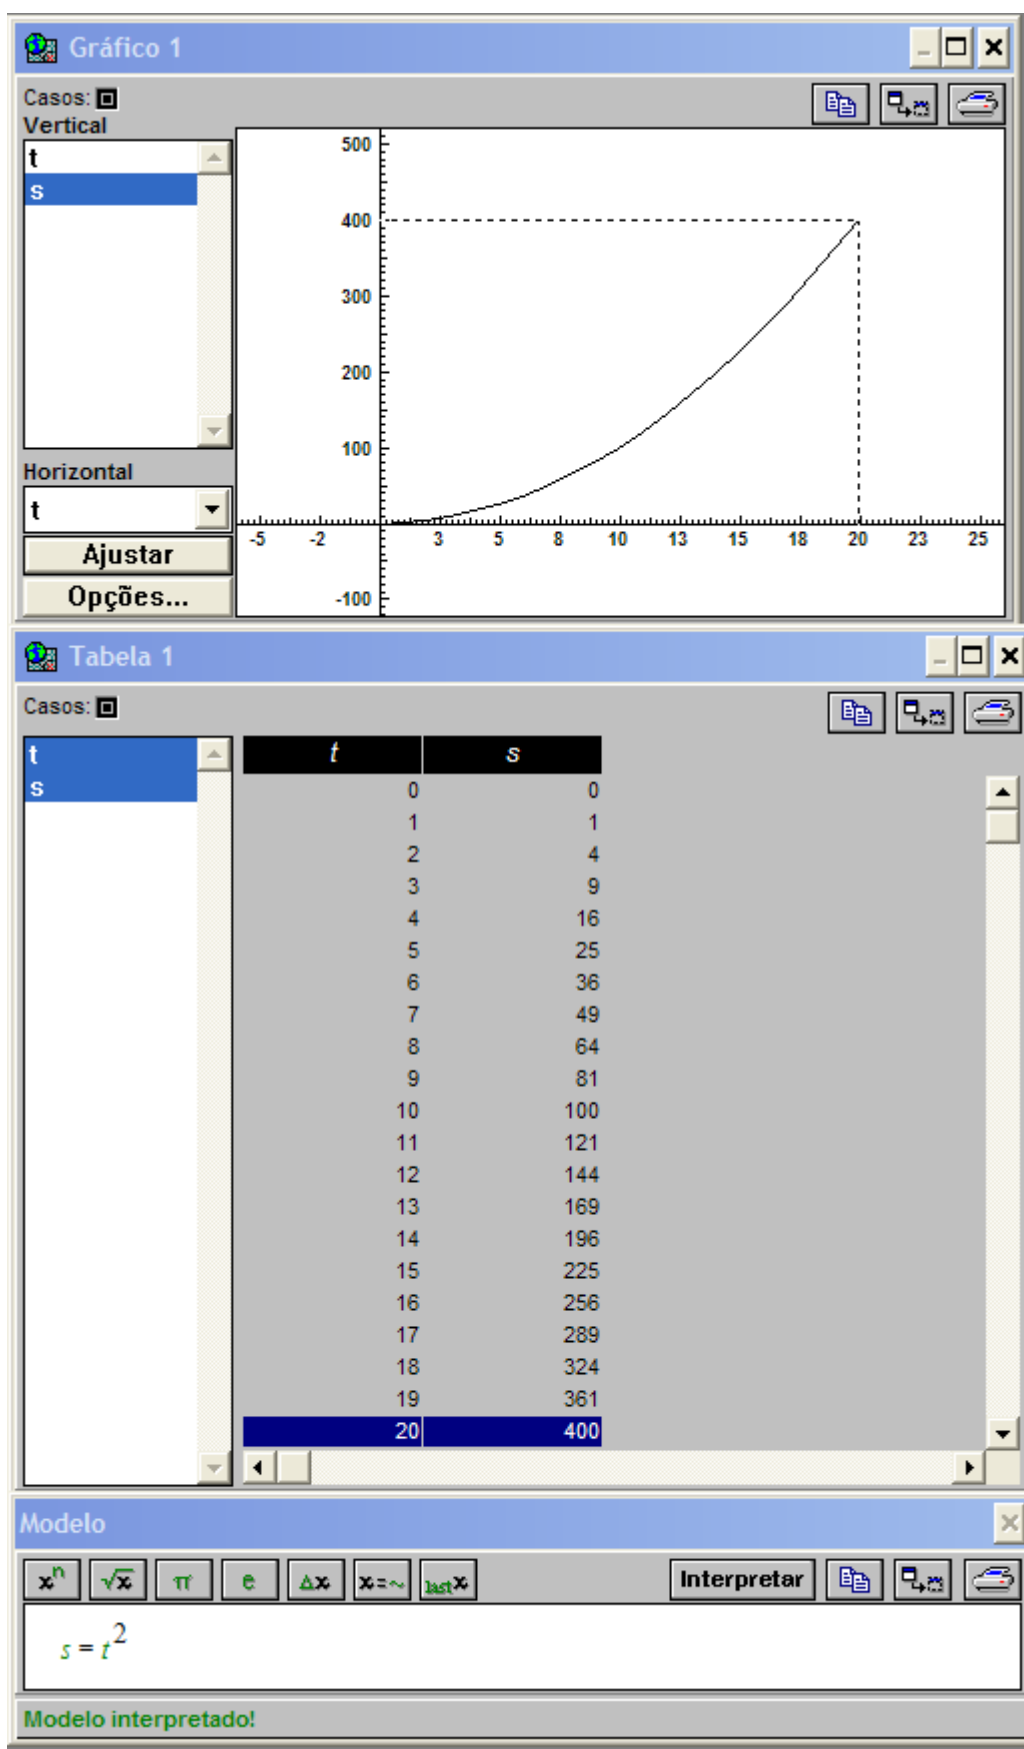 Gráfico 1
Casos:
Vertical
t
s
500
400
300
200
100
-100
-5 -2 3 5 8 10 13 15 18 20 23 25
Horizontal
t
Ajustar
Opções...
Tabela 1
Casos:
t
s
t s
0 0
1 1
2 4
3 9
4 16
5 25
6 36
7 49
8 64
9 81
10 100
11 121
12 144
13 169
14 196
15 225
16 256
17 289
18 324
19 361
20 400
Modelo
xⁿ √x π e Δx x=~ last x Interpretar
s = t²
Modelo interpretado!